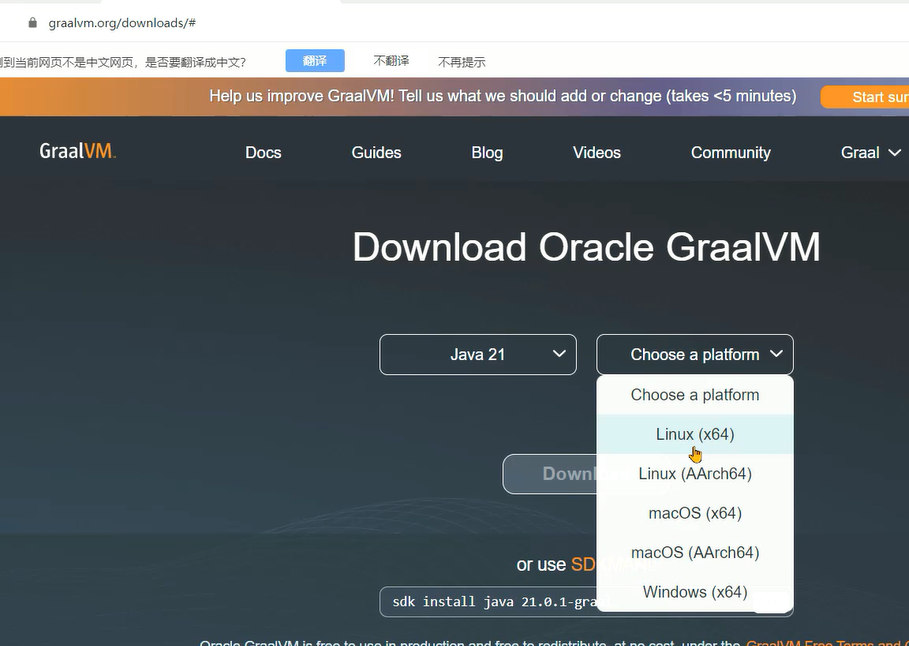 graalvm.org/downloads/#
到当前网页不是中文网页，是否要翻译成中文？
翻译
不翻译
不再提示
Help us improve GraalVM! Tell us what we should add or change (takes <5 minutes)
Start sur
GraalVM™
Docs
Guides
Blog
Videos
Community
Graal
Download Oracle GraalVM
Java 21
Choose a platform
Choose a platform
Linux (x64)
Linux (AArch64)
macOS (x64)
macOS (AArch64)
Windows (x64)
Downl
or use SD
sdk install java 21.0.1-gra
Oracle GraalVM is free to use in production and free to redistribute, at no cost, under the GraalVM Free Terms and